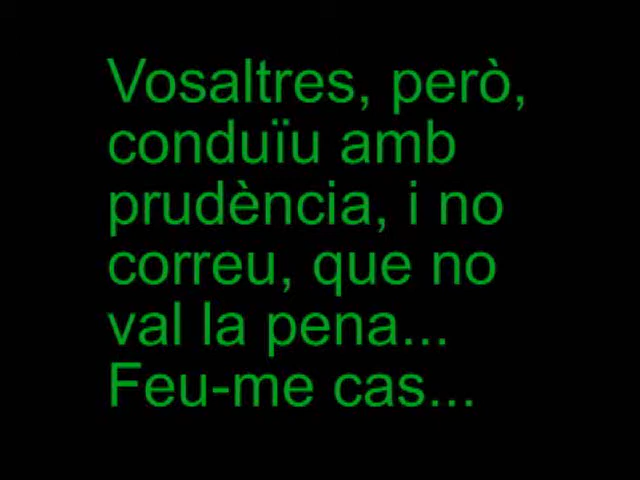 Vosaltres, però,
conduïu amb
prudència, i no
correu, que no
val la pena...
Feu-me cas...